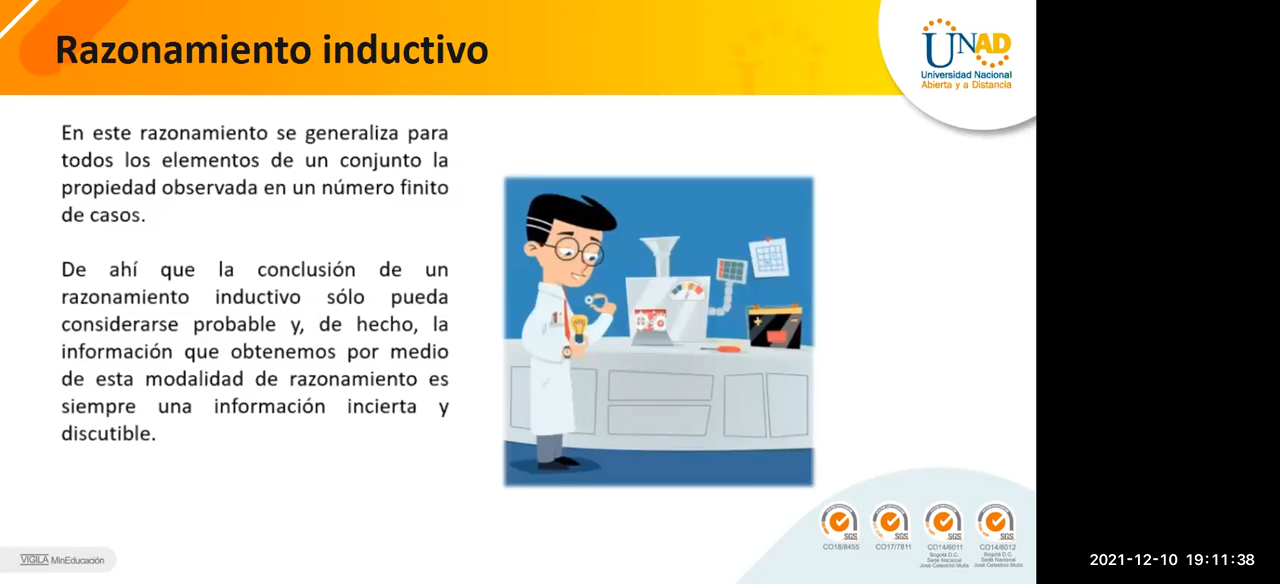 Razonamiento inductivo
UNAD
Universidad Nacional
Abierta y a Distancia
En este razonamiento se generaliza para
todos los elementos de un conjunto la
propiedad observada en un número finito
de casos.
De ahí que la conclusión de un
razonamiento inductivo sólo pueda
considerarse probable y, de hecho, la
información que obtenemos por medio
de esta modalidad de razonamiento es
siempre una información incierta y
discutible.
SGS SGS SGS SGS
CO18/8455 CO17/7811 CO14/6011 CO14/6012
Bogotá D.C. Bogotá D.C.
Sede Nacional Sede Nacional
José Celestino Mutis José Celestino Mutis
VIGILADA MinEducación
2021-12-10 19:11:38